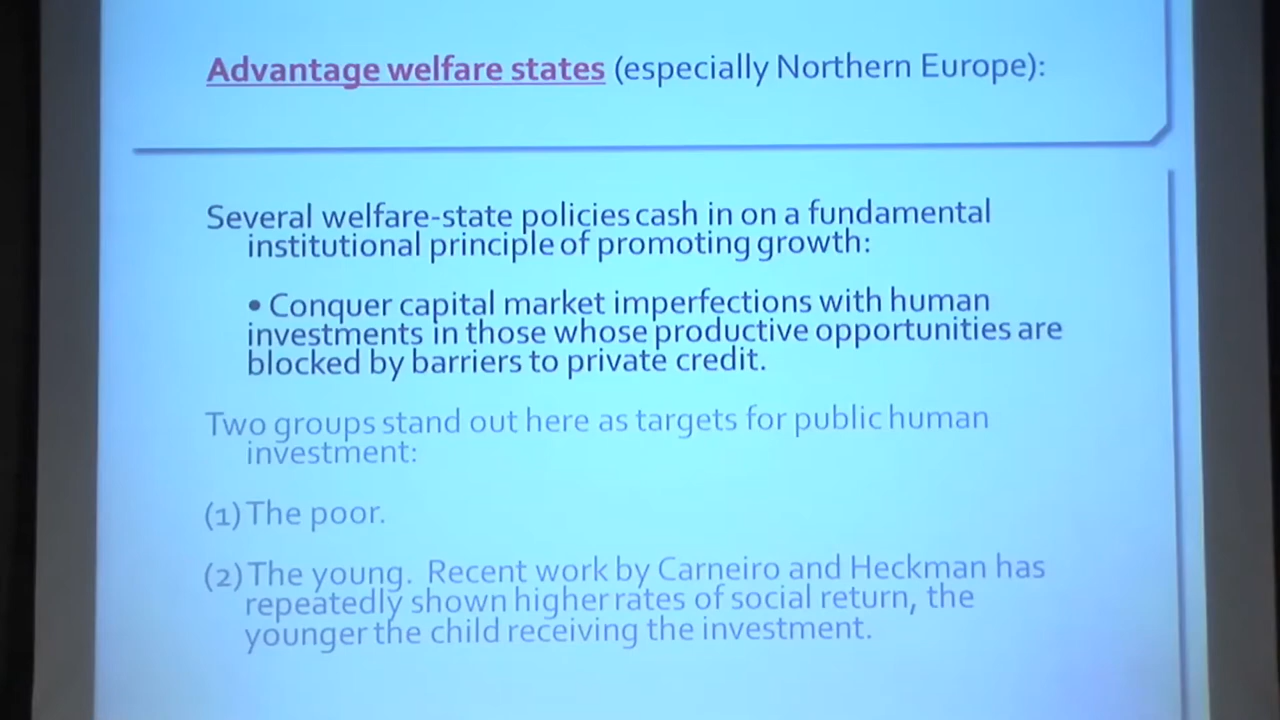 Advantage welfare states (especially Northern Europe):
Several welfare-state policies cash in on a fundamental
institutional principle of promoting growth:
• Conquer capital market imperfections with human
investments in those whose productive opportunities are
blocked by barriers to private credit.
Two groups stand out here as targets for public human
investment:
(1) The poor.
(2) The young. Recent work by Carneiro and Heckman has
repeatedly shown higher rates of social return, the
younger the child receiving the investment.